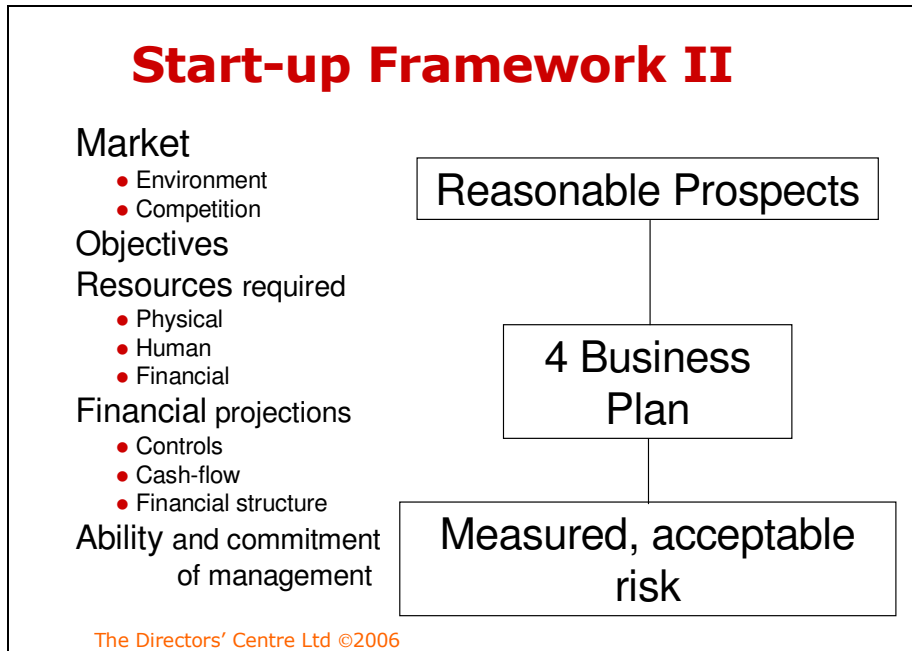 Start-up Framework II
Market
● Environment
● Competition
Objectives
Resources required
● Physical
● Human
● Financial
Financial projections
● Controls
● Cash-flow
● Financial structure
Ability and commitment
of management
Reasonable Prospects
4 Business
Plan
Measured, acceptable
risk
The Directors' Centre Ltd ©2006